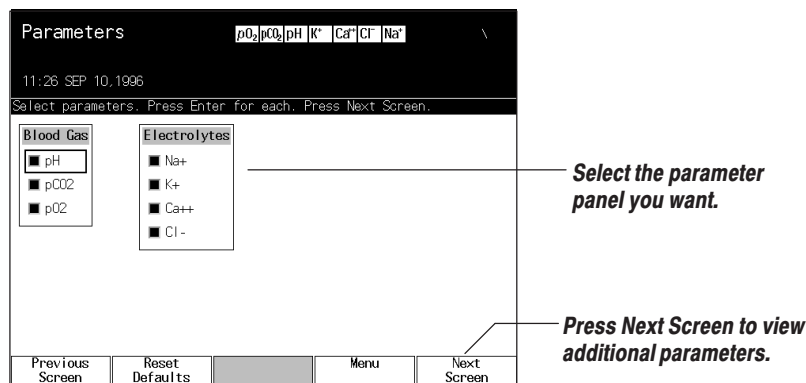 Parameters
pO₂ pCO₂ pH K⁺ Ca⁺⁺ Cl⁻ Na⁺
\
11:26 SEP 10,1996
Select parameters. Press Enter for each. Press Next Screen.
Blood Gas
pH
pCO2
pO2
Electrolytes
Na+
K+
Ca++
Cl-
Select the parameter
panel you want.
Press Next Screen to view
additional parameters.
Previous
Screen
Reset
Defaults
Menu
Next
Screen